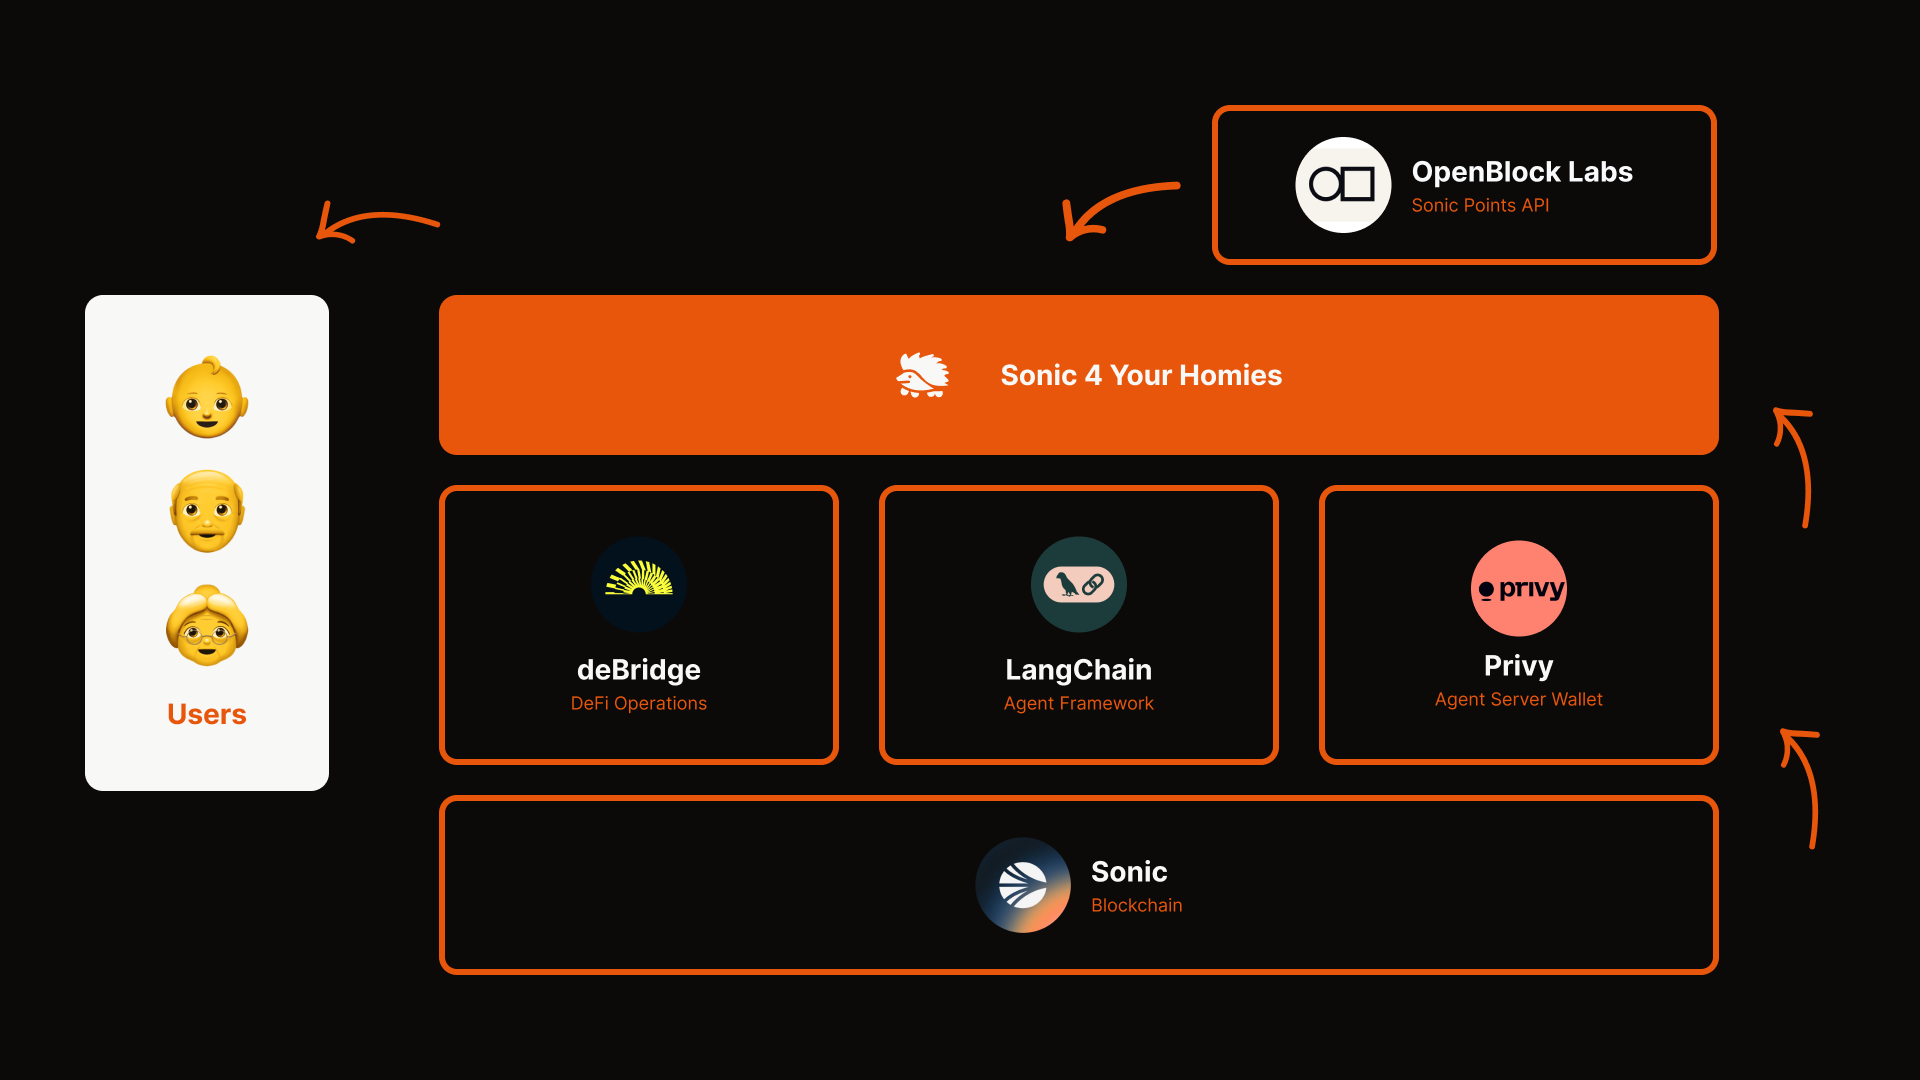 OpenBlock Labs
Sonic Points API
Sonic 4 Your Homies
Users
deBridge
DeFi Operations
LangChain
Agent Framework
privy
Privy
Agent Server Wallet
Sonic
Blockchain